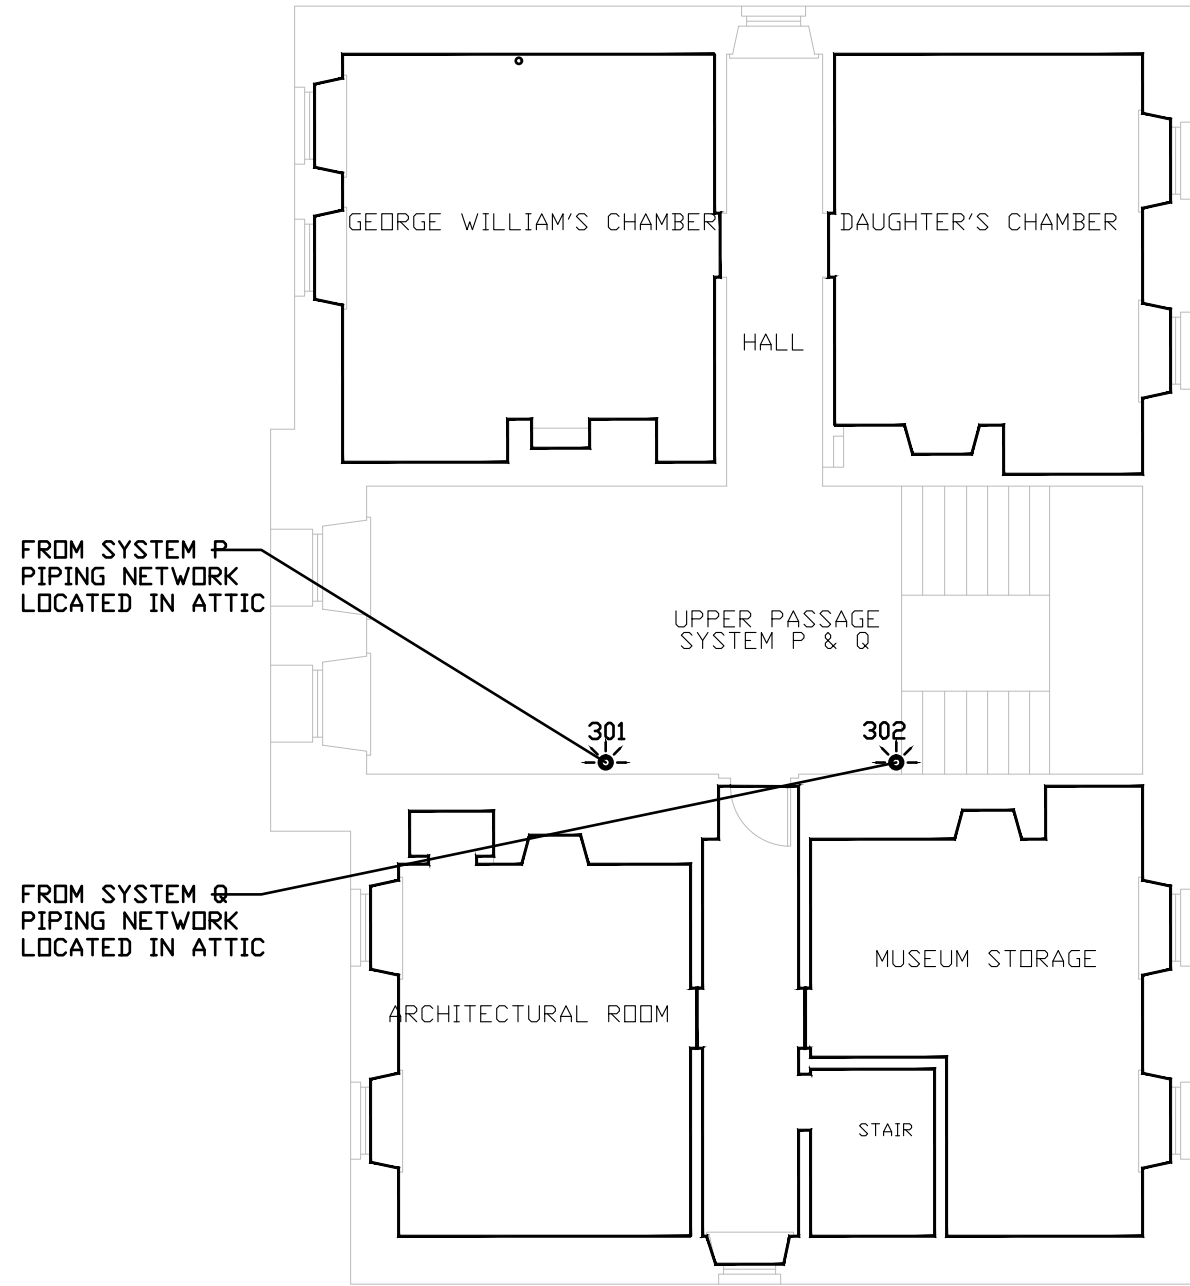 GEORGE WILLIAM'S CHAMBER
DAUGHTER'S CHAMBER
HALL
FROM SYSTEM P
PIPING NETWORK
LOCATED IN ATTIC
UPPER PASSAGE
SYSTEM P & Q
301
302
FROM SYSTEM Q
PIPING NETWORK
LOCATED IN ATTIC
MUSEUM STORAGE
ARCHITECTURAL ROOM
STAIR